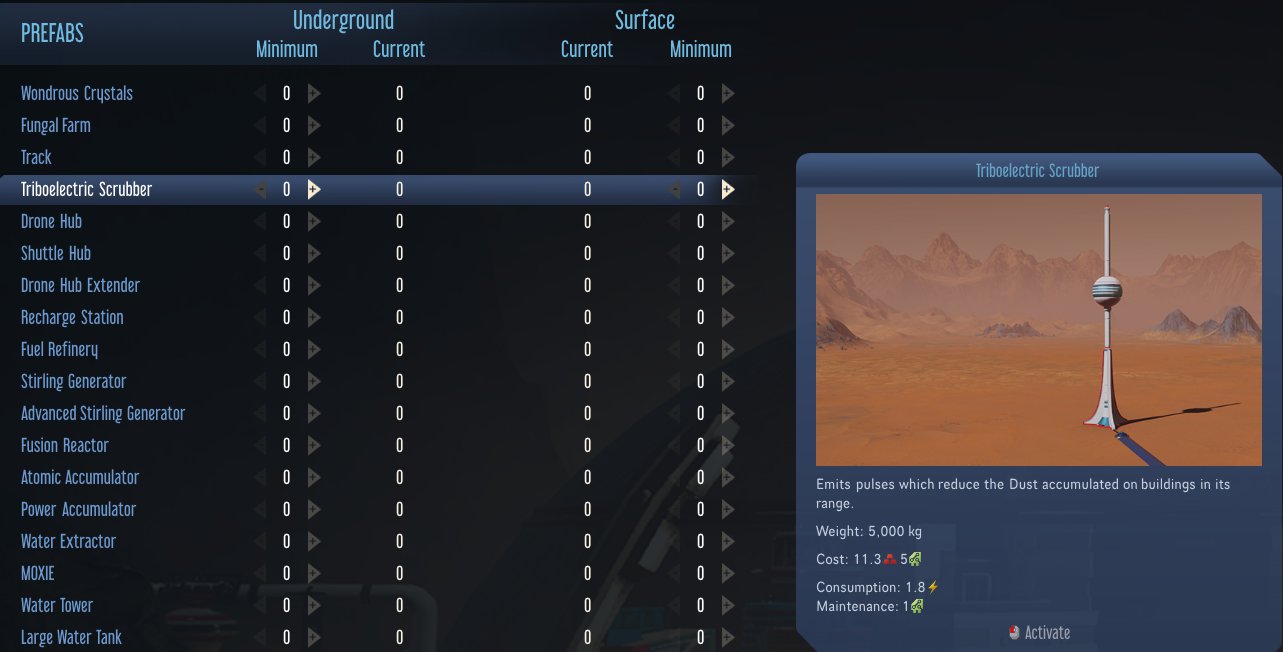 PREFABS Underground Surface
Minimum Current Current Minimum
Wondrous Crystals 0 0 0 0
Fungal Farm 0 0 0 0
Track 0 0 0 0
Triboelectric Scrubber 0 0 0 0
Drone Hub 0 0 0 0
Shuttle Hub 0 0 0 0
Drone Hub Extender 0 0 0 0
Recharge Station 0 0 0 0
Fuel Refinery 0 0 0 0
Stirling Generator 0 0 0 0
Advanced Stirling Generator 0 0 0 0
Fusion Reactor 0 0 0 0
Atomic Accumulator 0 0 0 0
Power Accumulator 0 0 0 0
Water Extractor 0 0 0 0
MOXIE 0 0 0 0
Water Tower 0 0 0 0
Large Water Tank 0 0 0 0
Triboelectric Scrubber
Emits pulses which reduce the Dust accumulated on buildings in its
range.
Weight: 5,000 kg
Cost: 11.3 5
Consumption: 1.8
Maintenance: 1
Activate